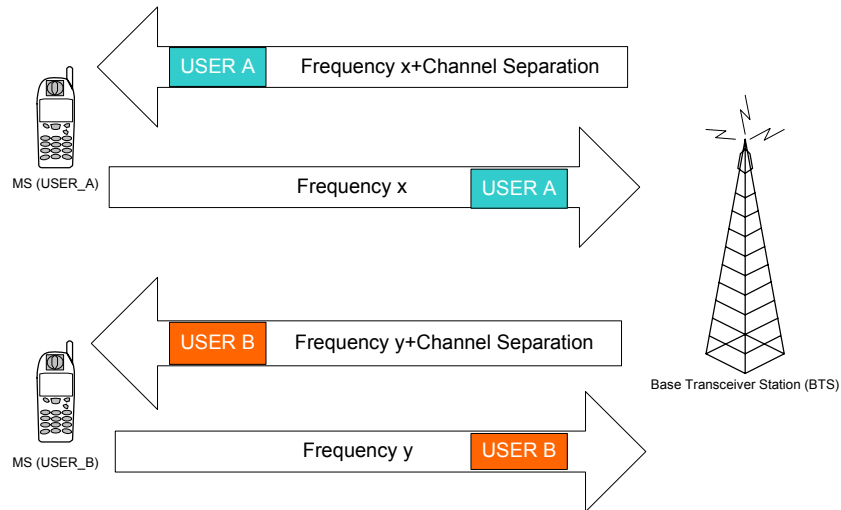 USER A Frequency x+Channel Separation
MS (USER_A)
Frequency x USER A
USER B Frequency y+Channel Separation
Base Transceiver Station (BTS)
Frequency y USER B
MS (USER_B)